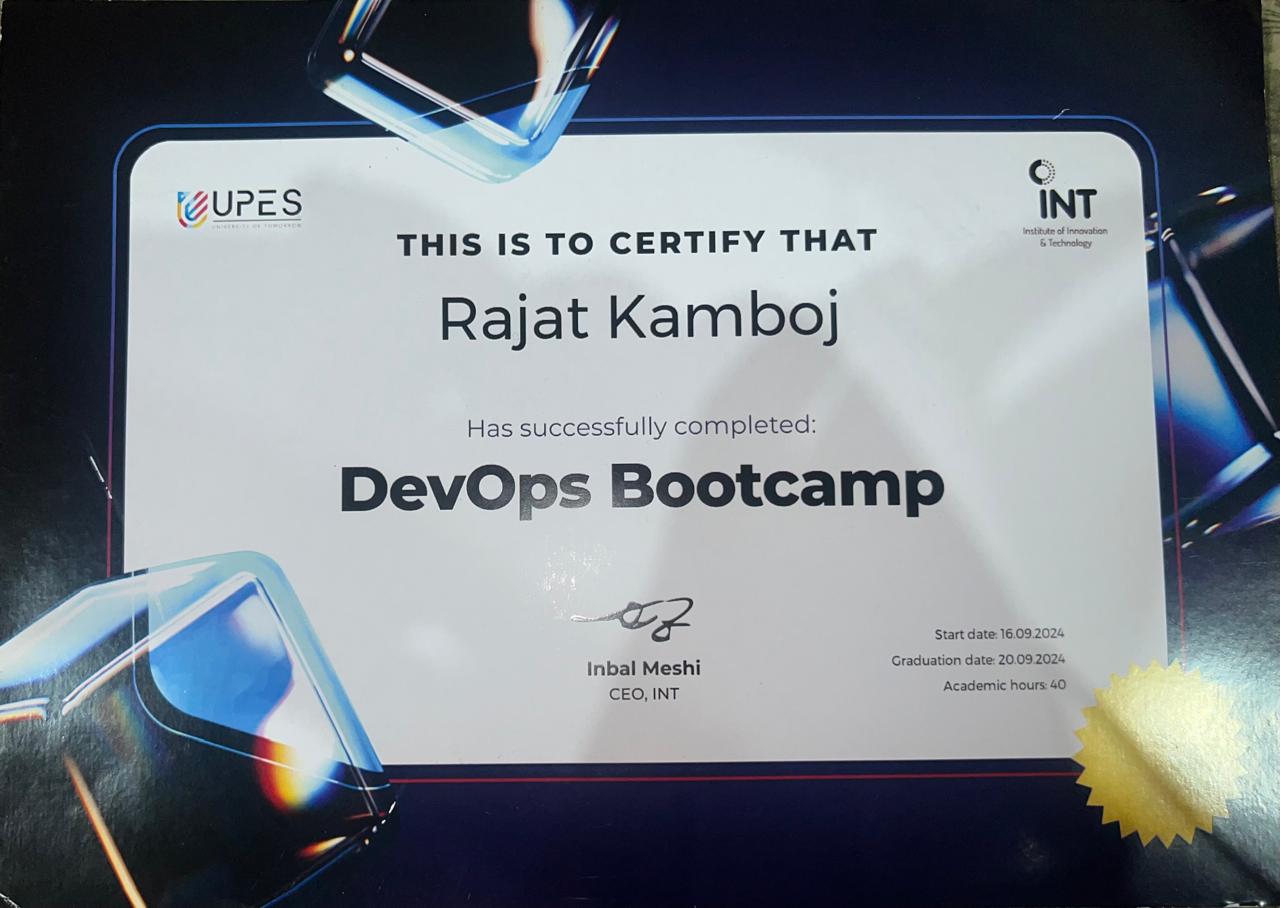 UPES
UNIVERSITY OF TOMORROW
INT
Institute of Innovation
& Technology
THIS IS TO CERTIFY THAT
Rajat Kamboj
Has successfully completed:
DevOps Bootcamp
Inbal Meshi
CEO, INT
Start date: 16.09.2024
Graduation date: 20.09.2024
Academic hours: 40